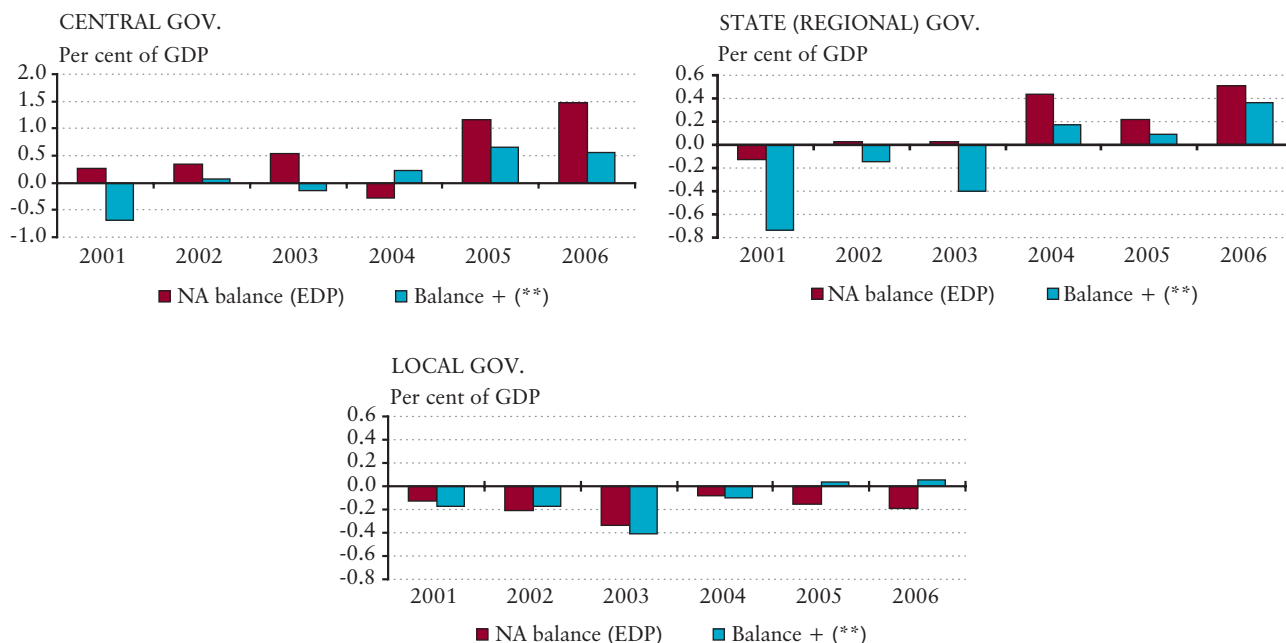 CENTRAL GOV.
Per cent of GDP
2.0
1.5
1.0
0.5
0.0
-0.5
-1.0
2001 2002 2003 2004 2005 2006
NA balance (EDP) Balance + (**)
STATE (REGIONAL) GOV.
Per cent of GDP
0.6
0.4
0.2
0.0
-0.2
-0.4
-0.6
-0.8
2001 2002 2003 2004 2005 2006
NA balance (EDP) Balance + (**)
LOCAL GOV.
Per cent of GDP
0.6
0.4
0.2
0.0
-0.2
-0.4
-0.6
-0.8
2001 2002 2003 2004 2005 2006
NA balance (EDP) Balance + (**)